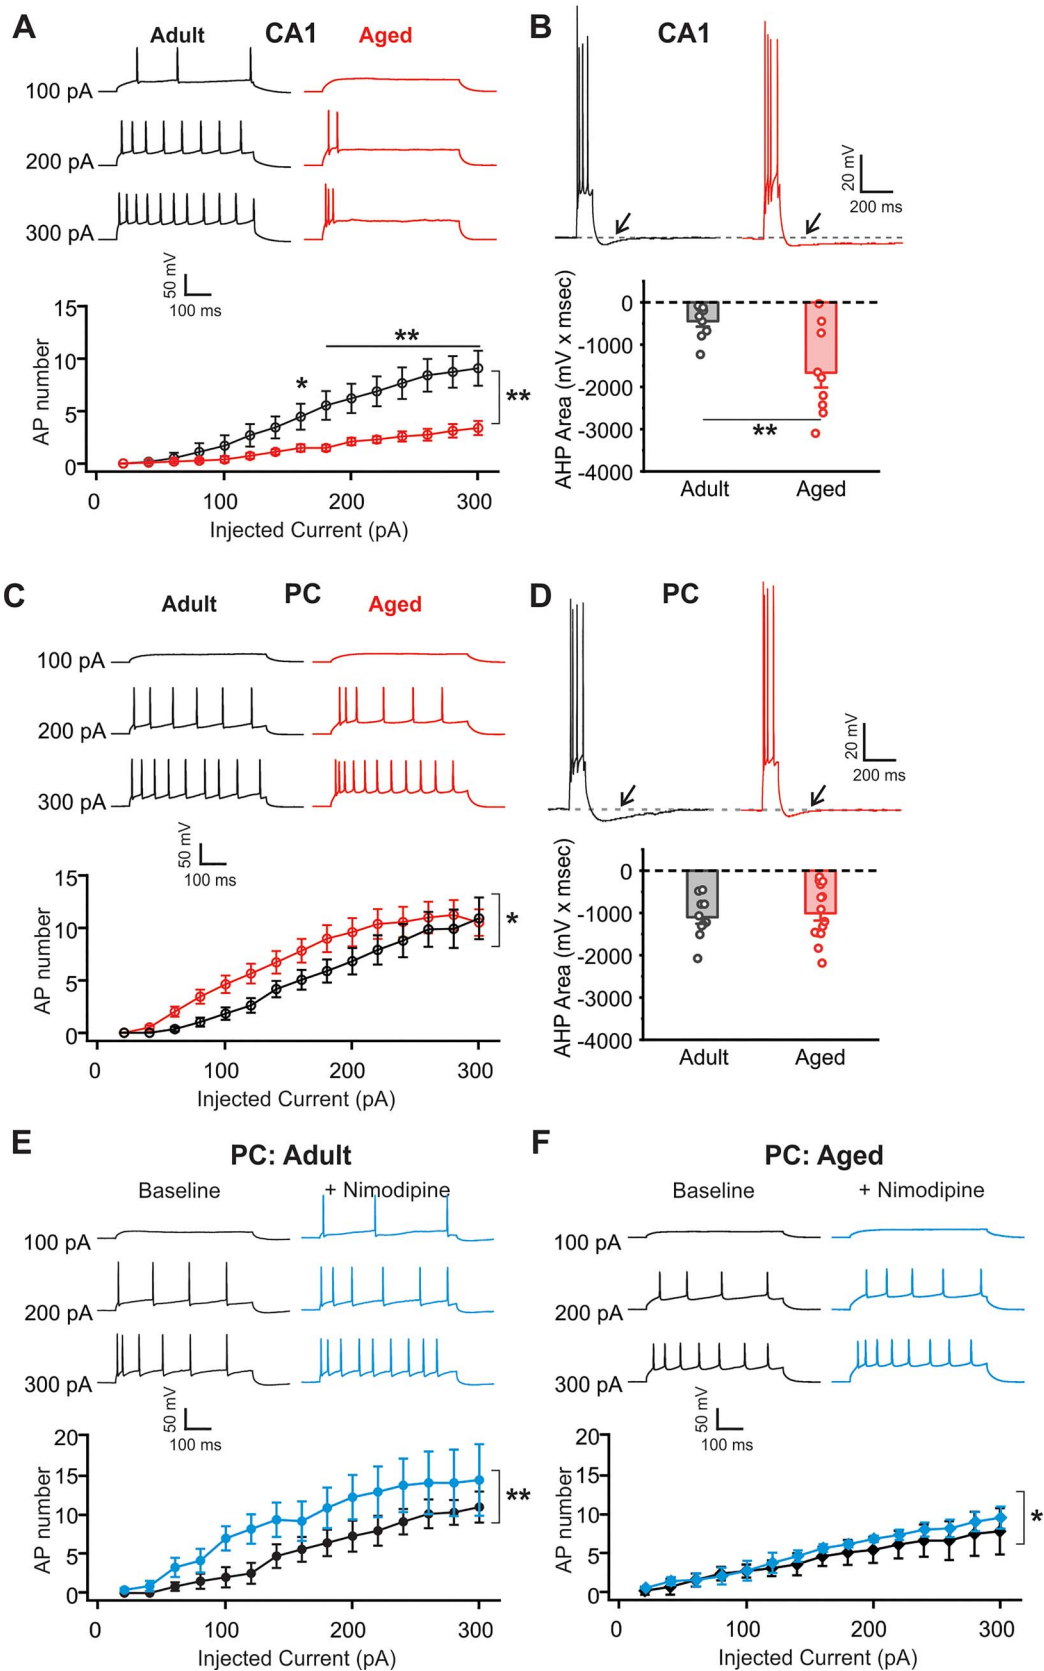 A
Adult CA1 Aged
100 pA
200 pA
300 pA
50 mV
100 ms
15
10
5
0
AP number
*
**
**
0 100 200 300
Injected Current (pA)
B
CA1
20 mV
200 ms
0
-1000
-2000
-3000
-4000
AHP Area (mV x msec)
**
Adult Aged
C
Adult PC Aged
100 pA
200 pA
300 pA
50 mV
100 ms
15
10
5
0
AP number
*
0 100 200 300
Injected Current (pA)
D
PC
20 mV
200 ms
0
-1000
-2000
-3000
-4000
AHP Area (mV x msec)
Adult Aged
E
PC: Adult
Baseline + Nimodipine
100 pA
200 pA
300 pA
50 mV
100 ms
20
15
10
5
0
AP number
**
0 100 200 300
Injected Current (pA)
F
PC: Aged
Baseline + Nimodipine
100 pA
200 pA
300 pA
50 mV
100 ms
20
15
10
5
0
AP number
*
0 100 200 300
Injected Current (pA)